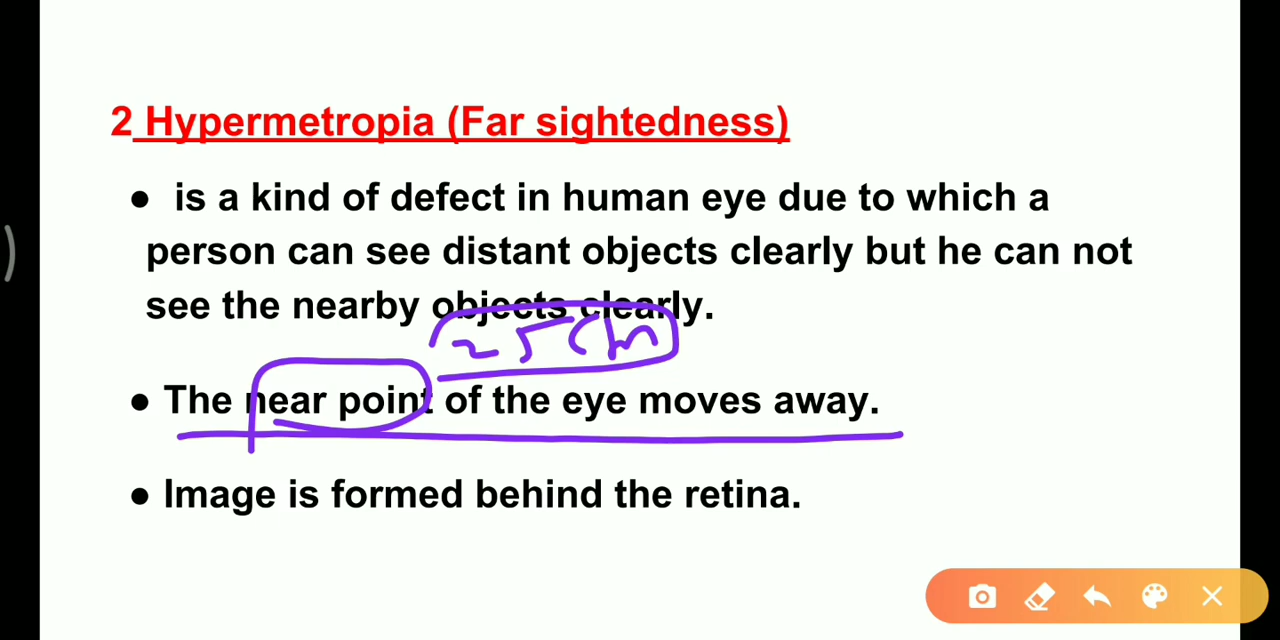 2 Hypermetropia (Far sightedness)
● is a kind of defect in human eye due to which a
person can see distant objects clearly but he can not
see the nearby objects clearly.
25cm
● The near point of the eye moves away.
● Image is formed behind the retina.